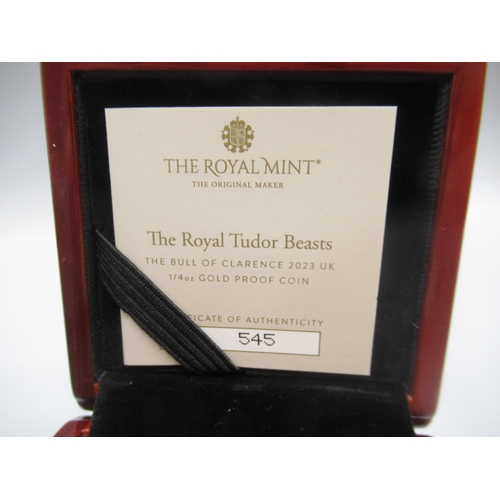 THE ROYAL MINT®
THE ORIGINAL MAKER
The Royal Tudor Beasts
THE BULL OF CLARENCE 2023 UK
1/4oz GOLD PROOF COIN
OF AUTHENTICITY
545